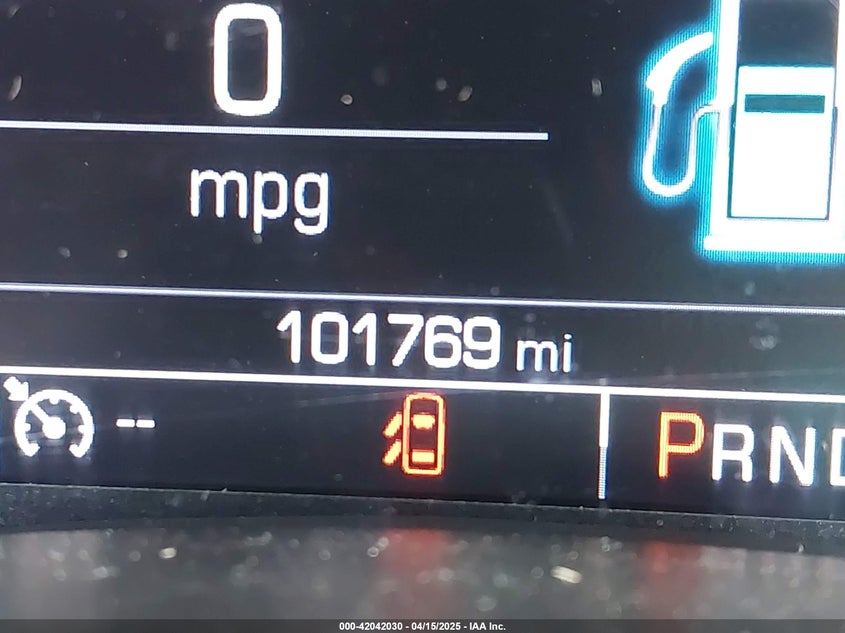 0
mpg
101769 mi
--
PRND
000-42042030 - 04/15/2025 - IAA Inc.